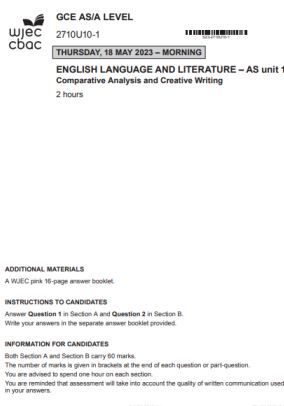 wjec
cbac
GCE AS/A LEVEL
2710U10-1
THURSDAY, 18 MAY 2023 – MORNING
ENGLISH LANGUAGE AND LITERATURE – AS unit 1
Comparative Analysis and Creative Writing
2 hours
ADDITIONAL MATERIALS
A WJEC pink 16-page answer booklet.
INSTRUCTIONS TO CANDIDATES
Answer Question 1 in Section A and Question 2 in Section B.
Write your answers in the separate answer booklet provided.
INFORMATION FOR CANDIDATES
Both Section A and Section B carry 60 marks.
The number of marks is given in brackets at the end of each question or part-question.
You are advised to spend one hour on each section.
You are reminded that assessment will take into account the quality of written communication used
in your answers.